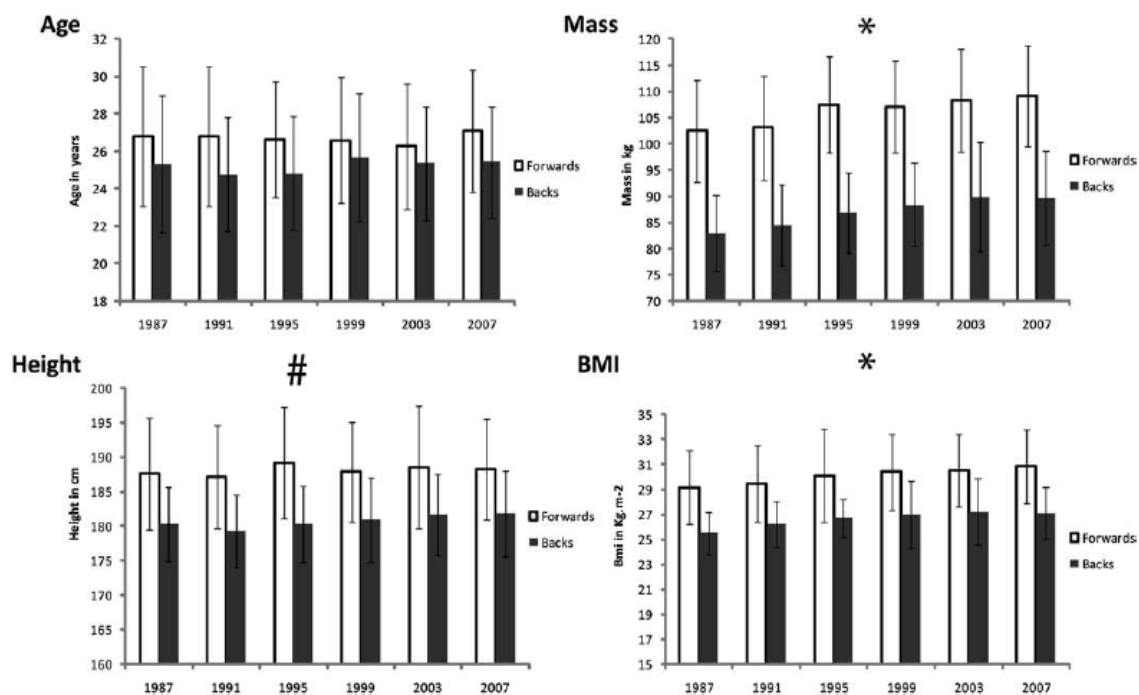 Age
32
30
28
26
24
22
20
18
Age in years
1987 1991 1995 1999 2003 2007
Forwards
Backs
Mass
*
120
115
110
105
100
95
90
85
80
75
70
Mass in kg
1987 1991 1995 1999 2003 2007
Forwards
Backs
Height
#
200
195
190
185
180
175
170
165
160
Height in cm
1987 1991 1995 1999 2003 2007
Forwards
Backs
BMI
*
35
33
31
29
27
25
23
21
19
17
15
Bmi in Kg.m-2
1987 1991 1995 1999 2003 2007
Forwards
Backs